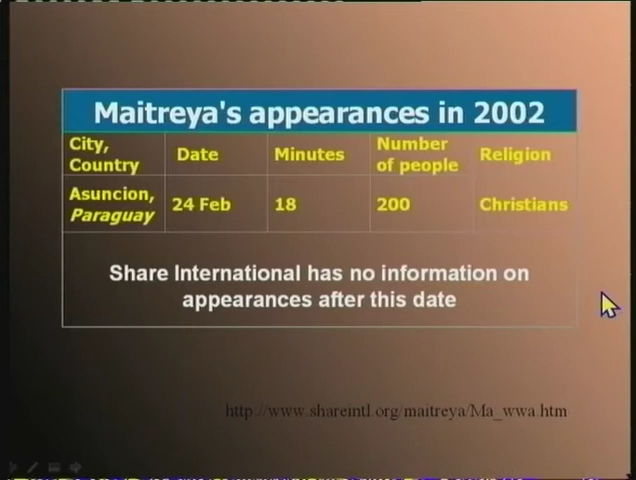 Maitreya's appearances in 2002
City, Country Date Minutes Number of people Religion
Asuncion, Paraguay 24 Feb 18 200 Christians
Share International has no information on
appearances after this date
http://www.shareintl.org/maitreya/Ma_wwa.htm